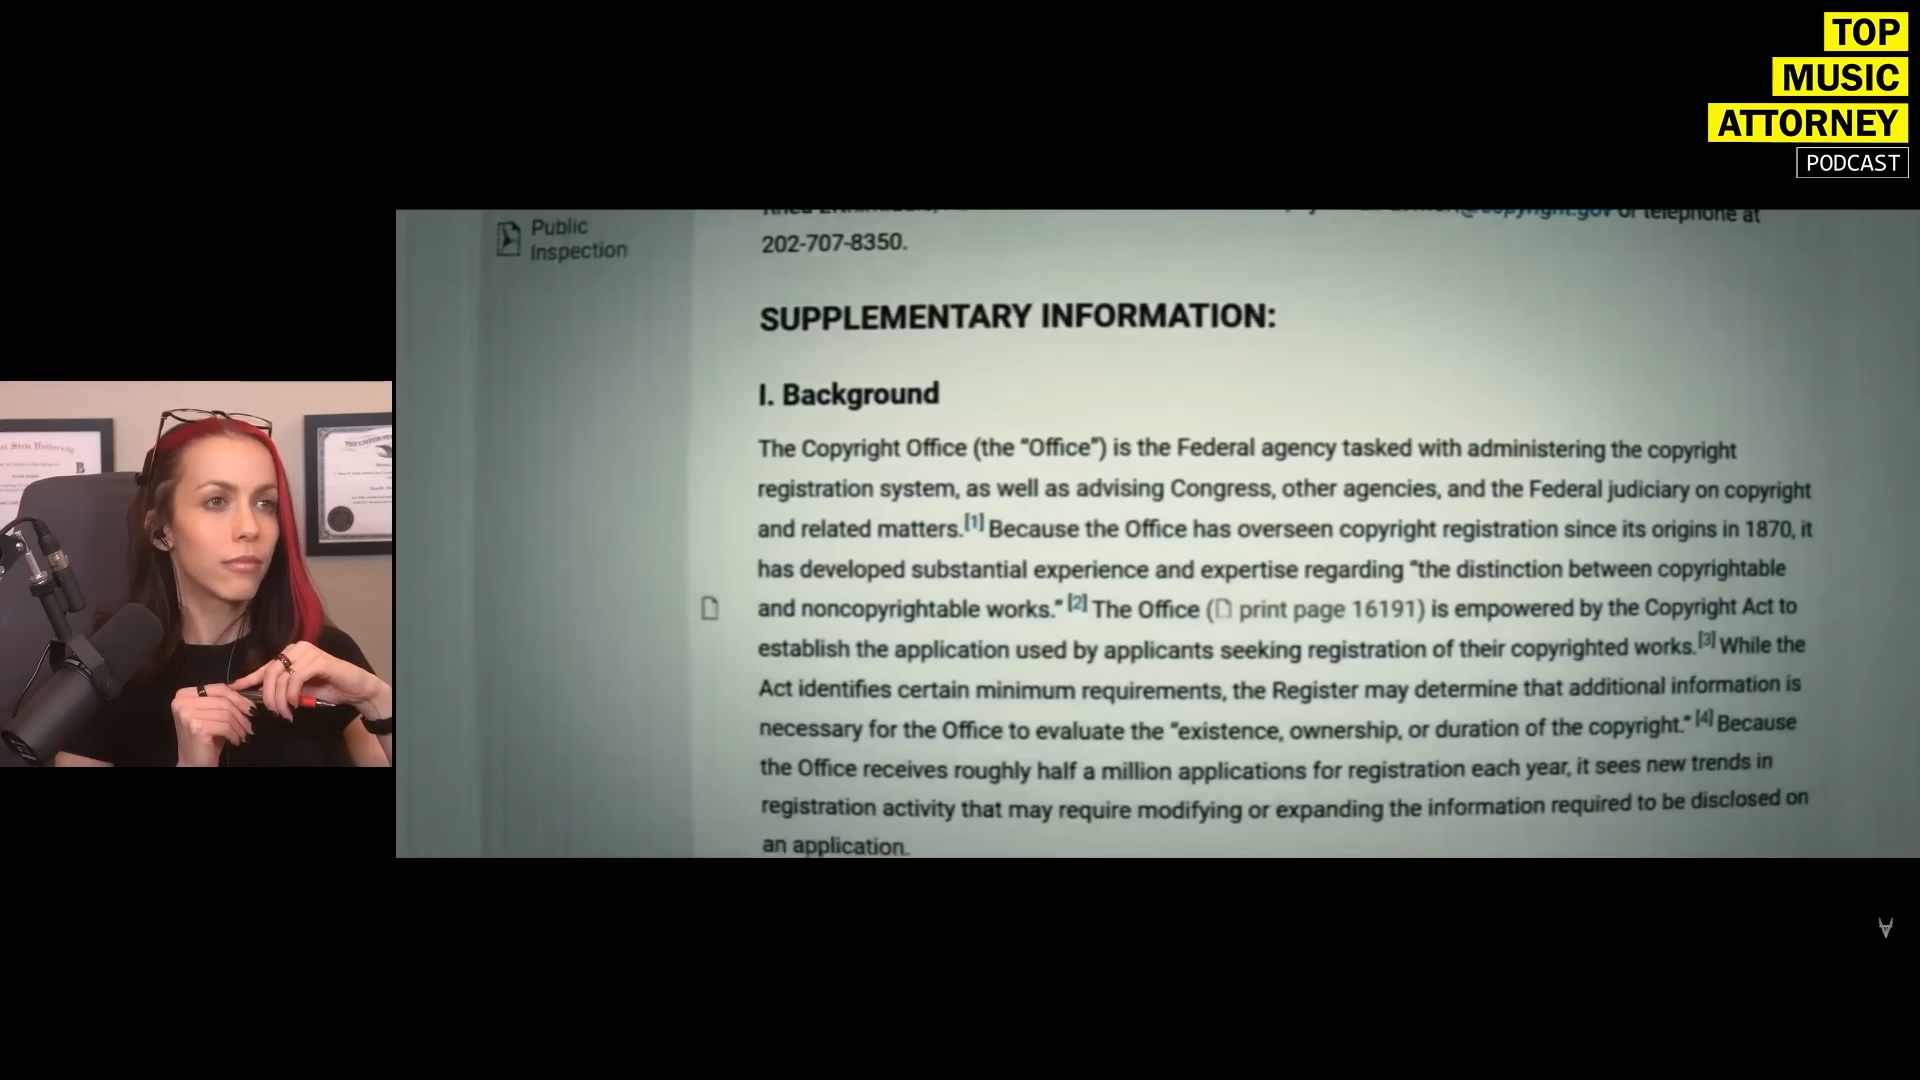 TOP
MUSIC
ATTORNEY
PODCAST
Public
Inspection
or telephone at
202-707-8350.
SUPPLEMENTARY INFORMATION:
I. Background
The Copyright Office (the “Office”) is the Federal agency tasked with administering the copyright
registration system, as well as advising Congress, other agencies, and the Federal judiciary on copyright
and related matters.[1] Because the Office has overseen copyright registration since its origins in 1870, it
has developed substantial experience and expertise regarding “the distinction between copyrightable
and noncopyrightable works.” [2] The Office ( print page 16191) is empowered by the Copyright Act to
establish the application used by applicants seeking registration of their copyrighted works.[3] While the
Act identifies certain minimum requirements, the Register may determine that additional information is
necessary for the Office to evaluate the “existence, ownership, or duration of the copyright.” [4] Because
the Office receives roughly half a million applications for registration each year, it sees new trends in
registration activity that may require modifying or expanding the information required to be disclosed on
an application.
State University